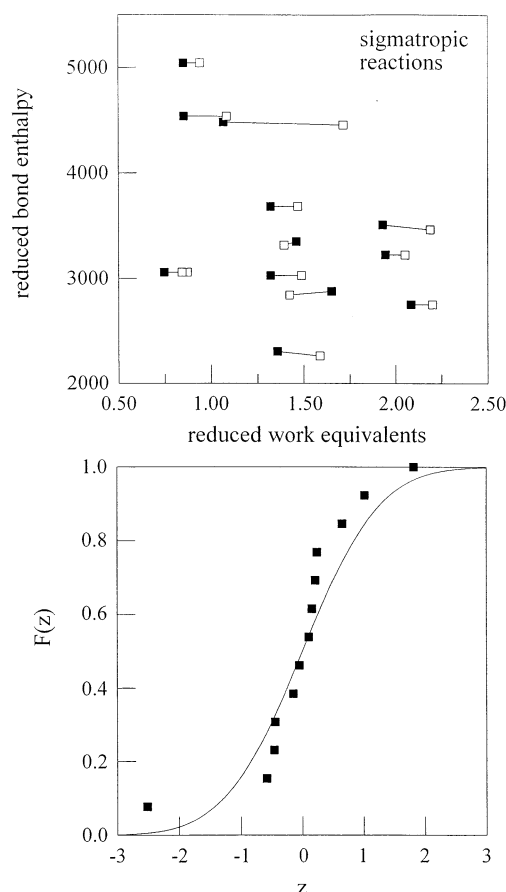 sigmatropic
reactions
5000
4000
3000
2000
reduced bond enthalpy
0.50 1.00 1.50 2.00 2.50
reduced work equivalents
1.0
0.8
0.6
0.4
0.2
0.0
F(z)
-3 -2 -1 0 1 2 3
z